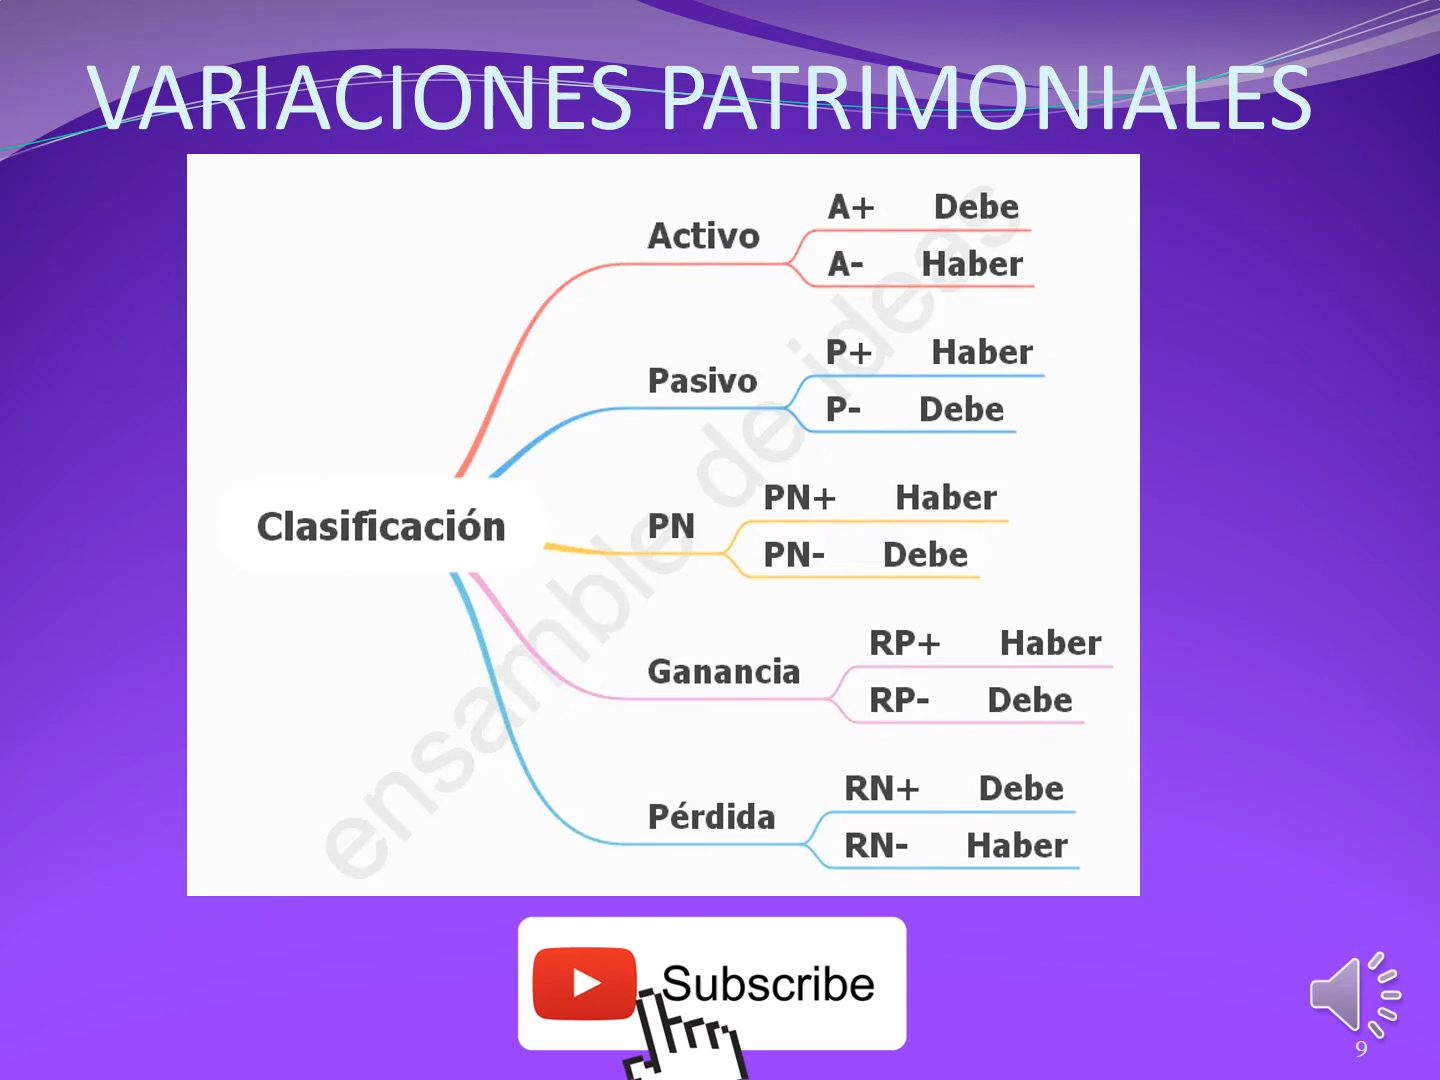 VARIACIONES PATRIMONIALES
Clasificación
Activo
A+ Debe
A- Haber
Pasivo
P+ Haber
P- Debe
PN
PN+ Haber
PN- Debe
Ganancia
RP+ Haber
RP- Debe
Pérdida
RN+ Debe
RN- Haber
ensamble de ideas
Subscribe
9